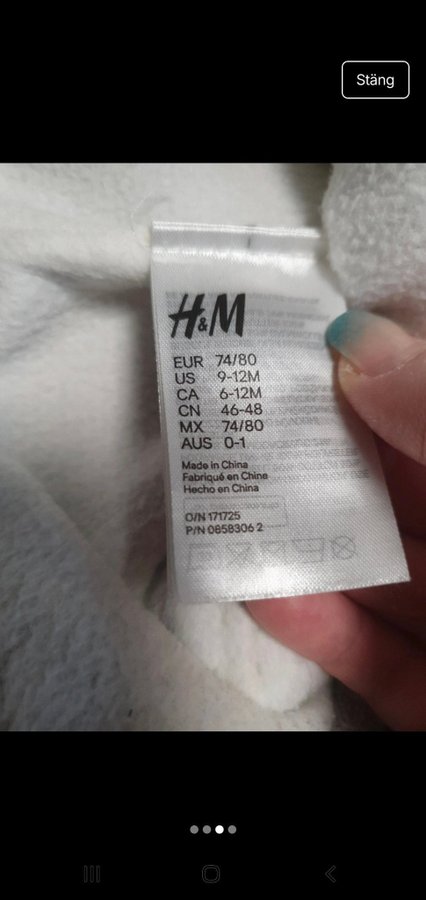 Stäng
H&M
EUR 74/80
US 9-12M
CA 6-12M
CN 46-48
MX 74/80
AUS 0-1
Made in China
Fabriqué en Chine
Hecho en China
O/N 171725
P/N 0858306 2